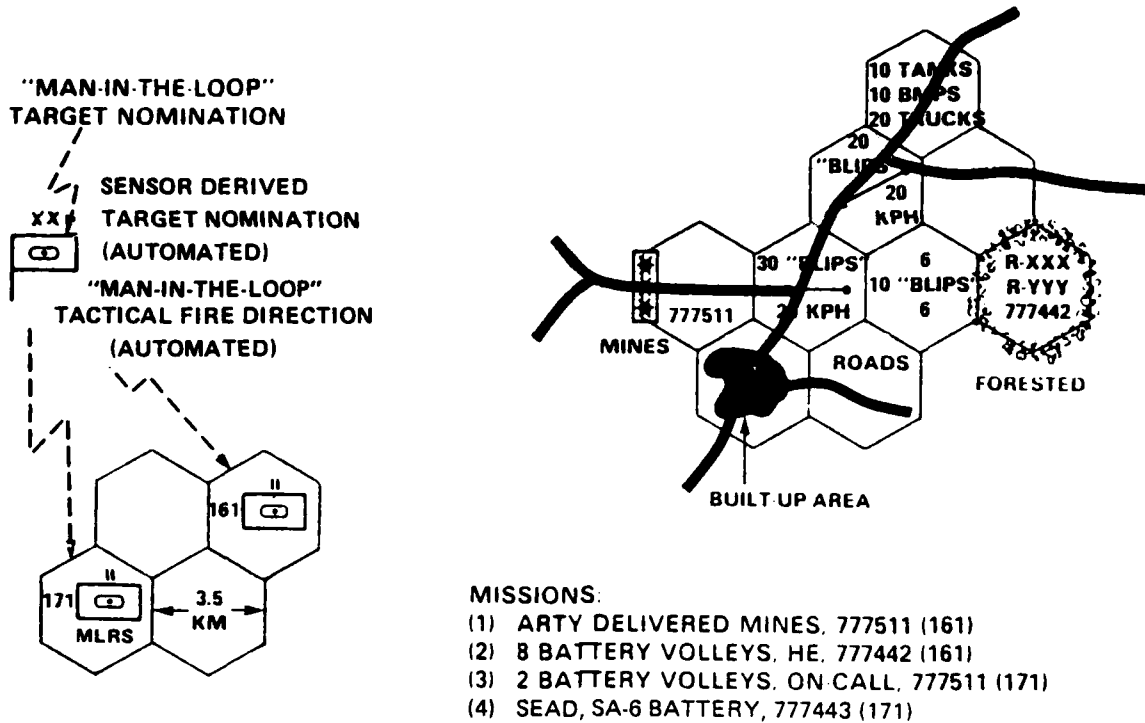 "MAN-IN-THE-LOOP"
TARGET NOMINATION
SENSOR DERIVED
XX TARGET NOMINATION
(AUTOMATED)
"MAN-IN-THE-LOOP"
TACTICAL FIRE DIRECTION
(AUTOMATED)
161
II
171
II
MLRS
3.5
KM
10 TANKS
10 BMPS
20 TRUCKS
20
"BLIPS"
20
KPH
30 "BLIPS"
KPH
6
10 "BLIPS"
6
R-XXX
R-YYY
777442
777511
MINES
ROADS
FORESTED
BUILT-UP AREA
MISSIONS:
(1) ARTY DELIVERED MINES, 777511 (161)
(2) 8 BATTERY VOLLEYS, HE, 777442 (161)
(3) 2 BATTERY VOLLEYS, ON-CALL, 777511 (171)
(4) SEAD, SA-6 BATTERY, 777443 (171)